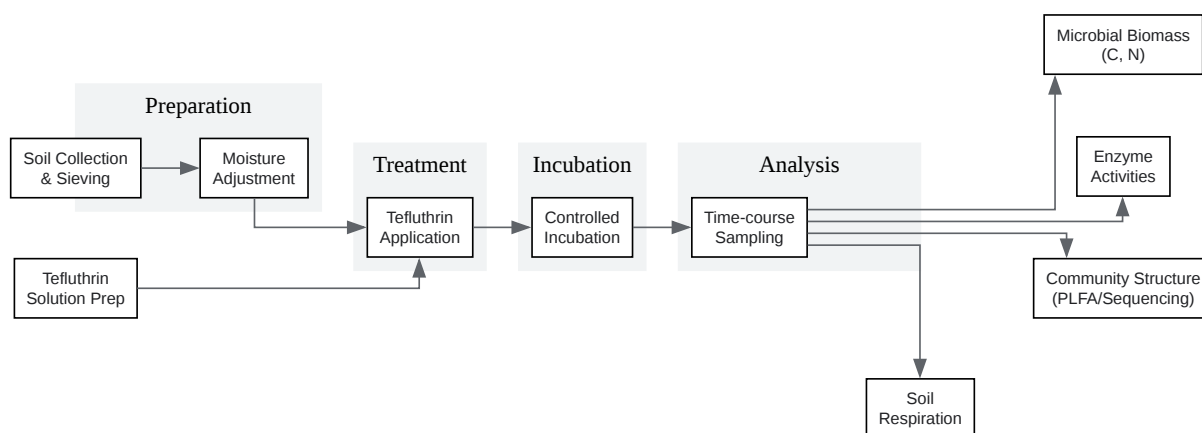 Preparation
Soil Collection
& Sieving
Moisture
Adjustment
Tefluthrin
Solution Prep
Treatment
Tefluthrin
Application
Incubation
Controlled
Incubation
Analysis
Time-course
Sampling
Microbial Biomass
(C, N)
Enzyme
Activities
Community Structure
(PLFA/Sequencing)
Soil
Respiration